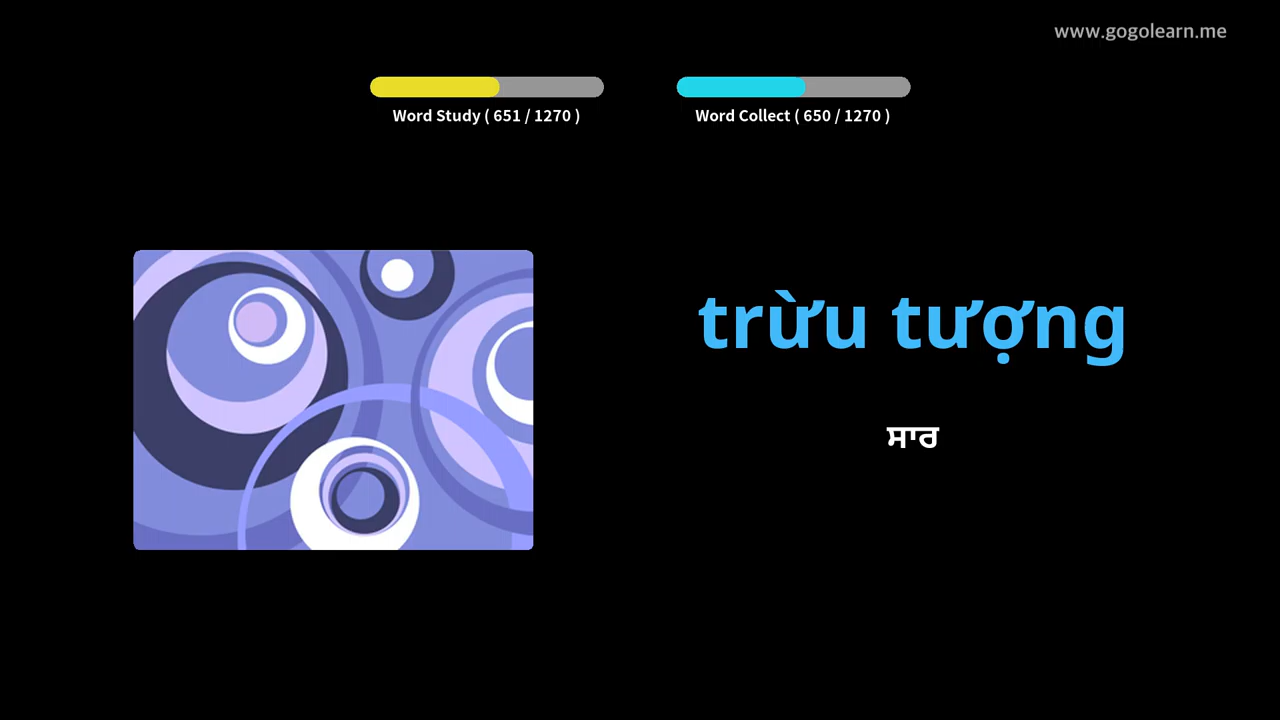 www.gogolearn.me
Word Study ( 651 / 1270 )
Word Collect ( 650 / 1270 )
trừu tượng
ਸਾਰ